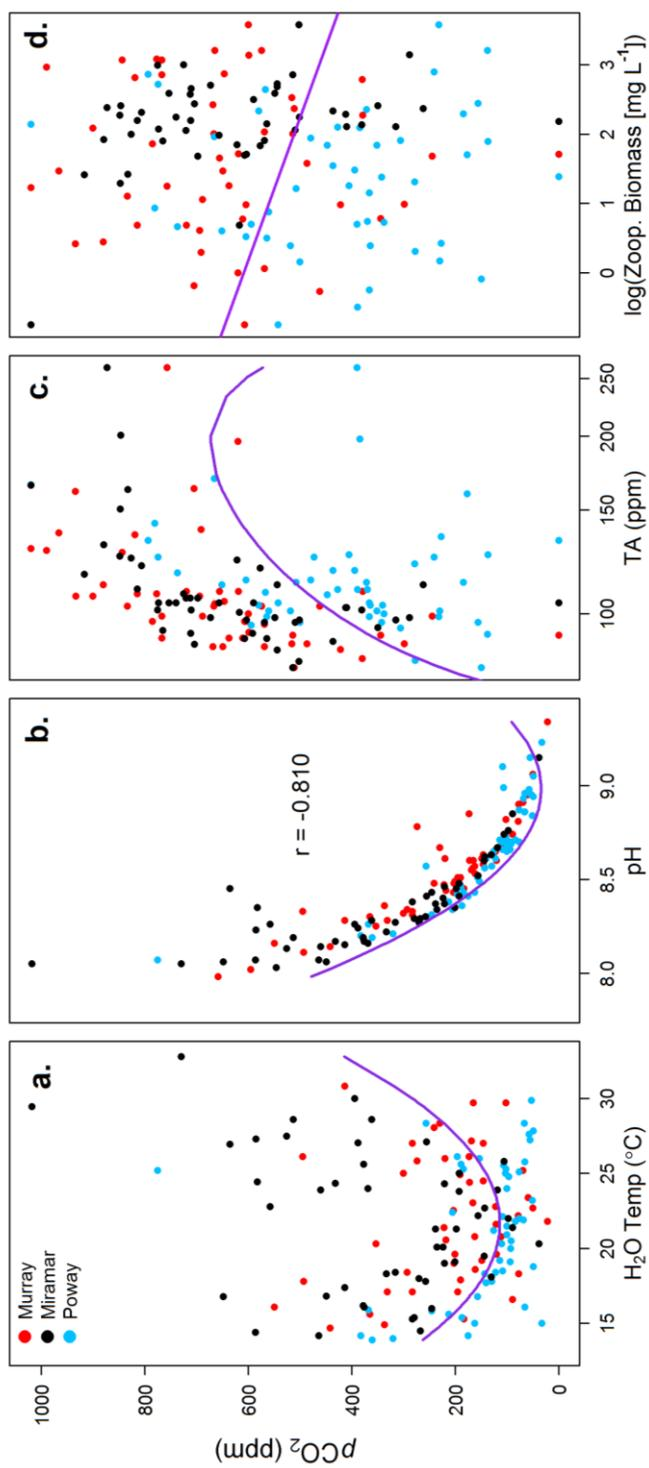 a.
Murray
Miramar
Poway
b.
r = -0.810
c.
d.
pCO₂ (ppm)
0 200 400 600 800 1000
15 20 25 30
H₂O Temp (°C)
8.0 8.5 9.0
pH
100 150 200 250
TA (ppm)
0 1 2 3
log(Zoop. Biomass [mg L⁻¹])